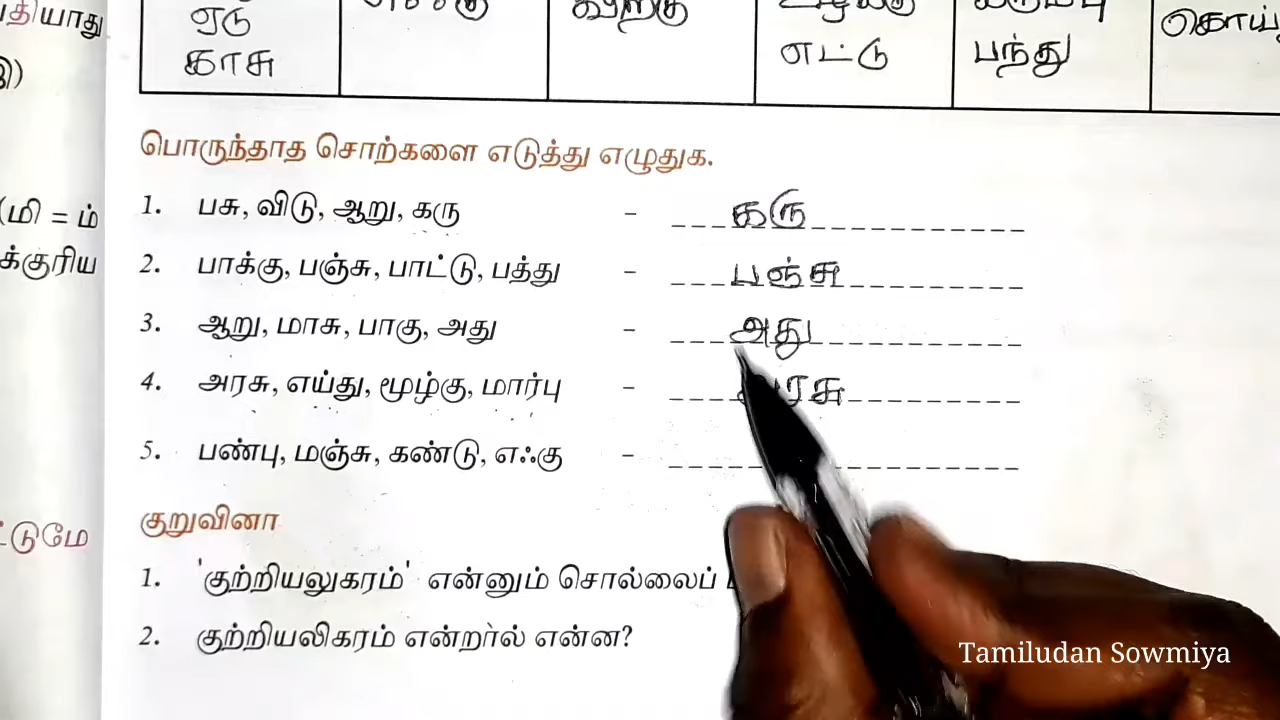 ஏடு எட்டு பந்து
காசு
பொருந்தாத சொற்களை எடுத்து எழுதுக.
1. பசு, விடு, ஆறு, கரு - கரு
2. பாக்கு, பஞ்சு, பாட்டு, பத்து - பஞ்சு
3. ஆறு, மாசு, பாகு, அது - அது
4. அரசு, எய்து, மூழ்கு, மார்பு -
5. பண்பு, மஞ்சு, கண்டு, எஃகு -
குறுவினா
1. 'குற்றியலுகரம்' என்னும் சொல்லைப்
2. குற்றியலிகரம் என்றால் என்ன?
Tamiludan Sowmiya